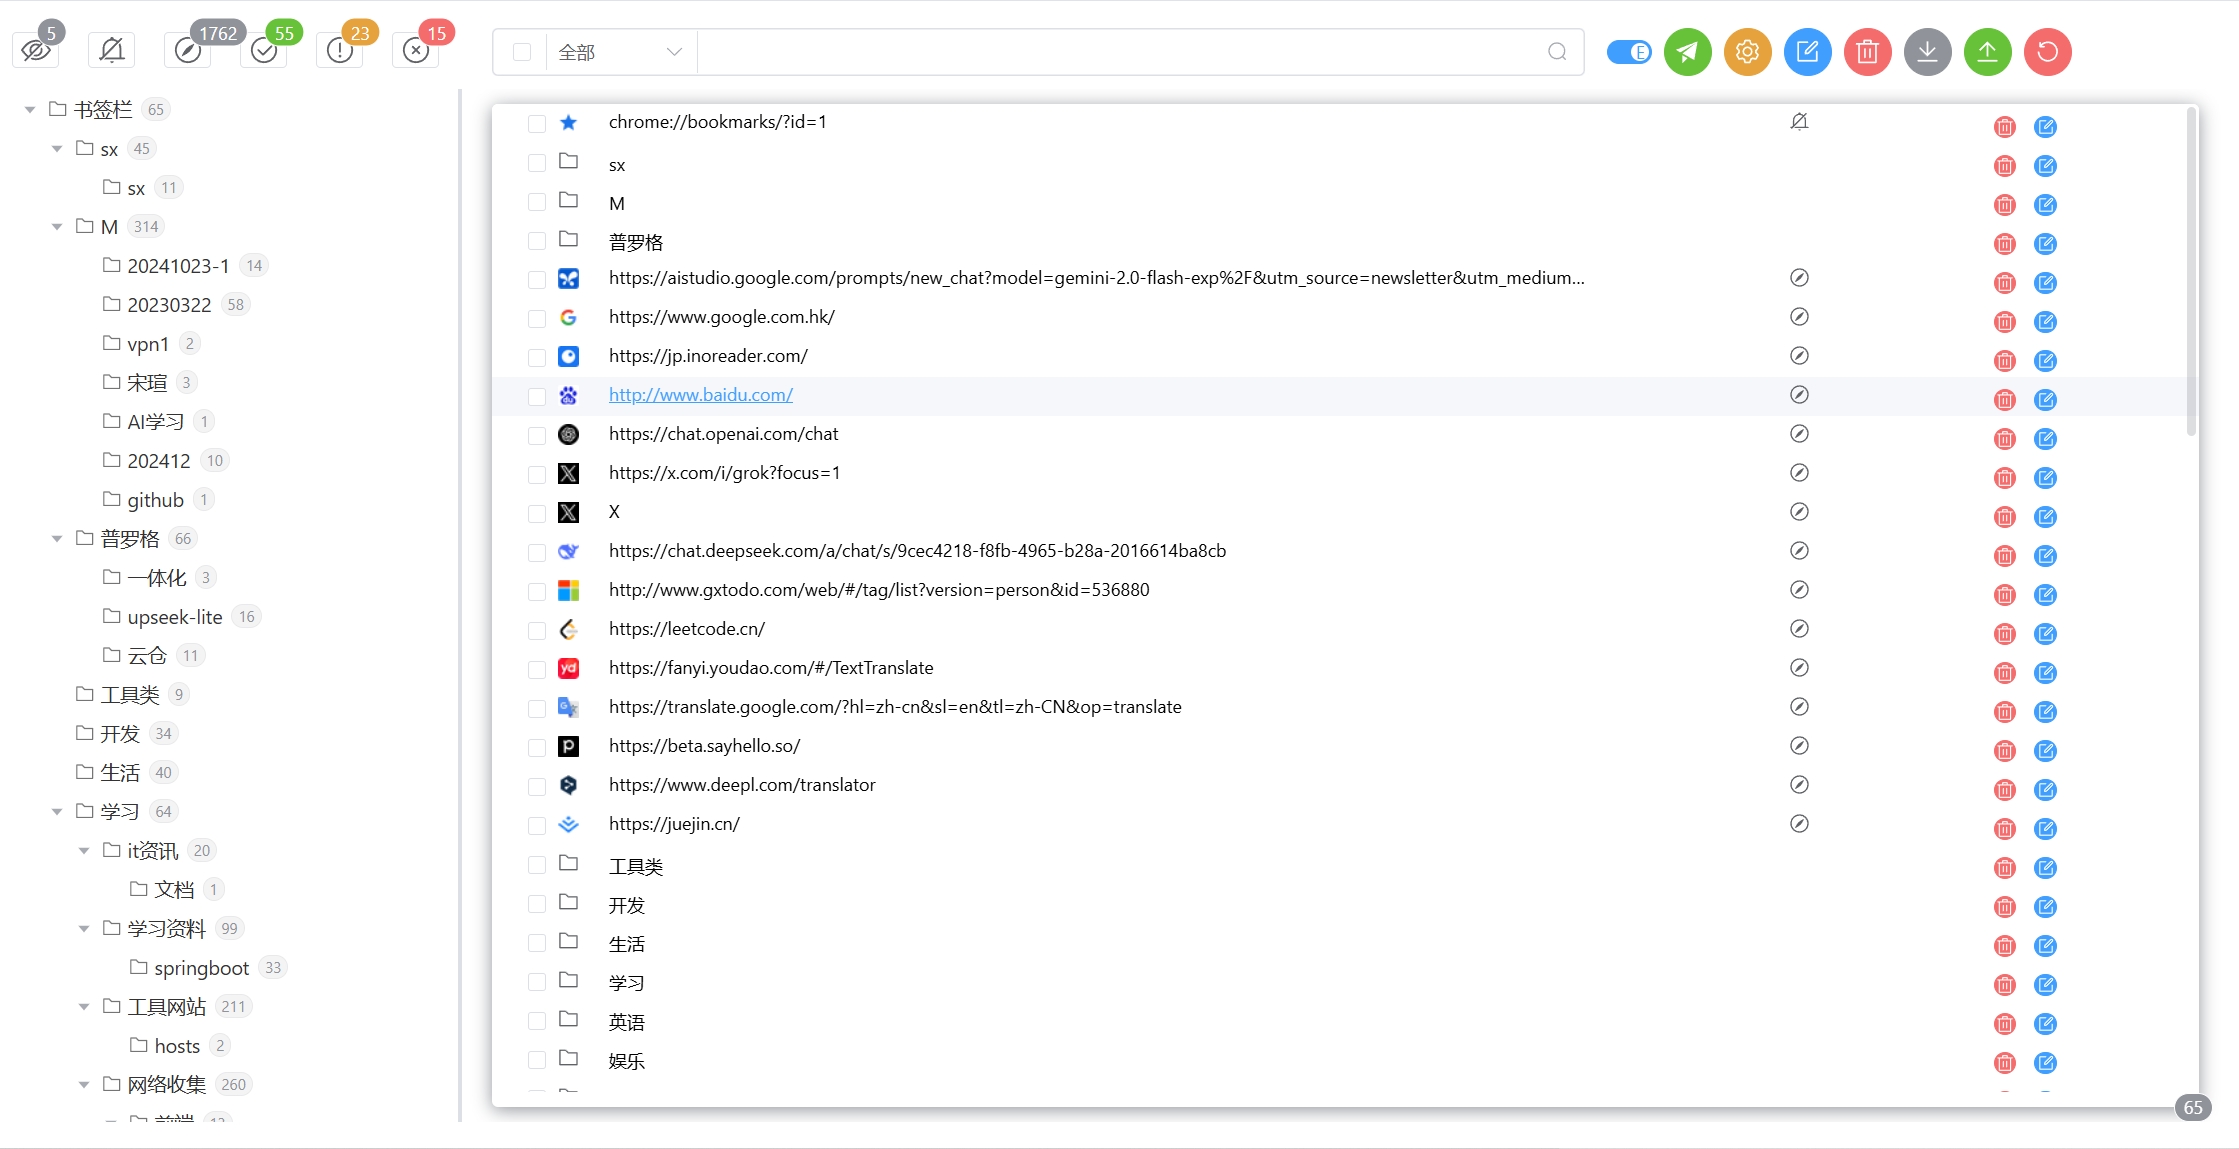 5
1762
55
23
15
全部
E
书签栏 65
sx 45
sx 11
M 314
20241023-1 14
20230322 58
vpn1 2
宋瑄 3
AI学习 1
202412 10
github 1
普罗格 66
一体化 3
upseek-lite 16
云仓 11
工具类 9
开发 34
生活 40
学习 64
it资讯 20
文档 1
学习资料 99
springboot 33
工具网站 211
hosts 2
网络收集 260
chrome://bookmarks/?id=1
sx
M
普罗格
https://aistudio.google.com/prompts/new_chat?model=gemini-2.0-flash-exp%2F&utm_source=newsletter&utm_medium...
https://www.google.com.hk/
https://jp.inoreader.com/
http://www.baidu.com/
https://chat.openai.com/chat
https://x.com/i/grok?focus=1
X
https://chat.deepseek.com/a/chat/s/9cec4218-f8fb-4965-b28a-2016614ba8cb
http://www.gxtodo.com/web/#/tag/list?version=person&id=536880
https://leetcode.cn/
yd https://fanyi.youdao.com/#/TextTranslate
https://translate.google.com/?hl=zh-cn&sl=en&tl=zh-CN&op=translate
https://beta.sayhello.so/
https://www.deepl.com/translator
https://juejin.cn/
工具类
开发
生活
学习
英语
娱乐
65